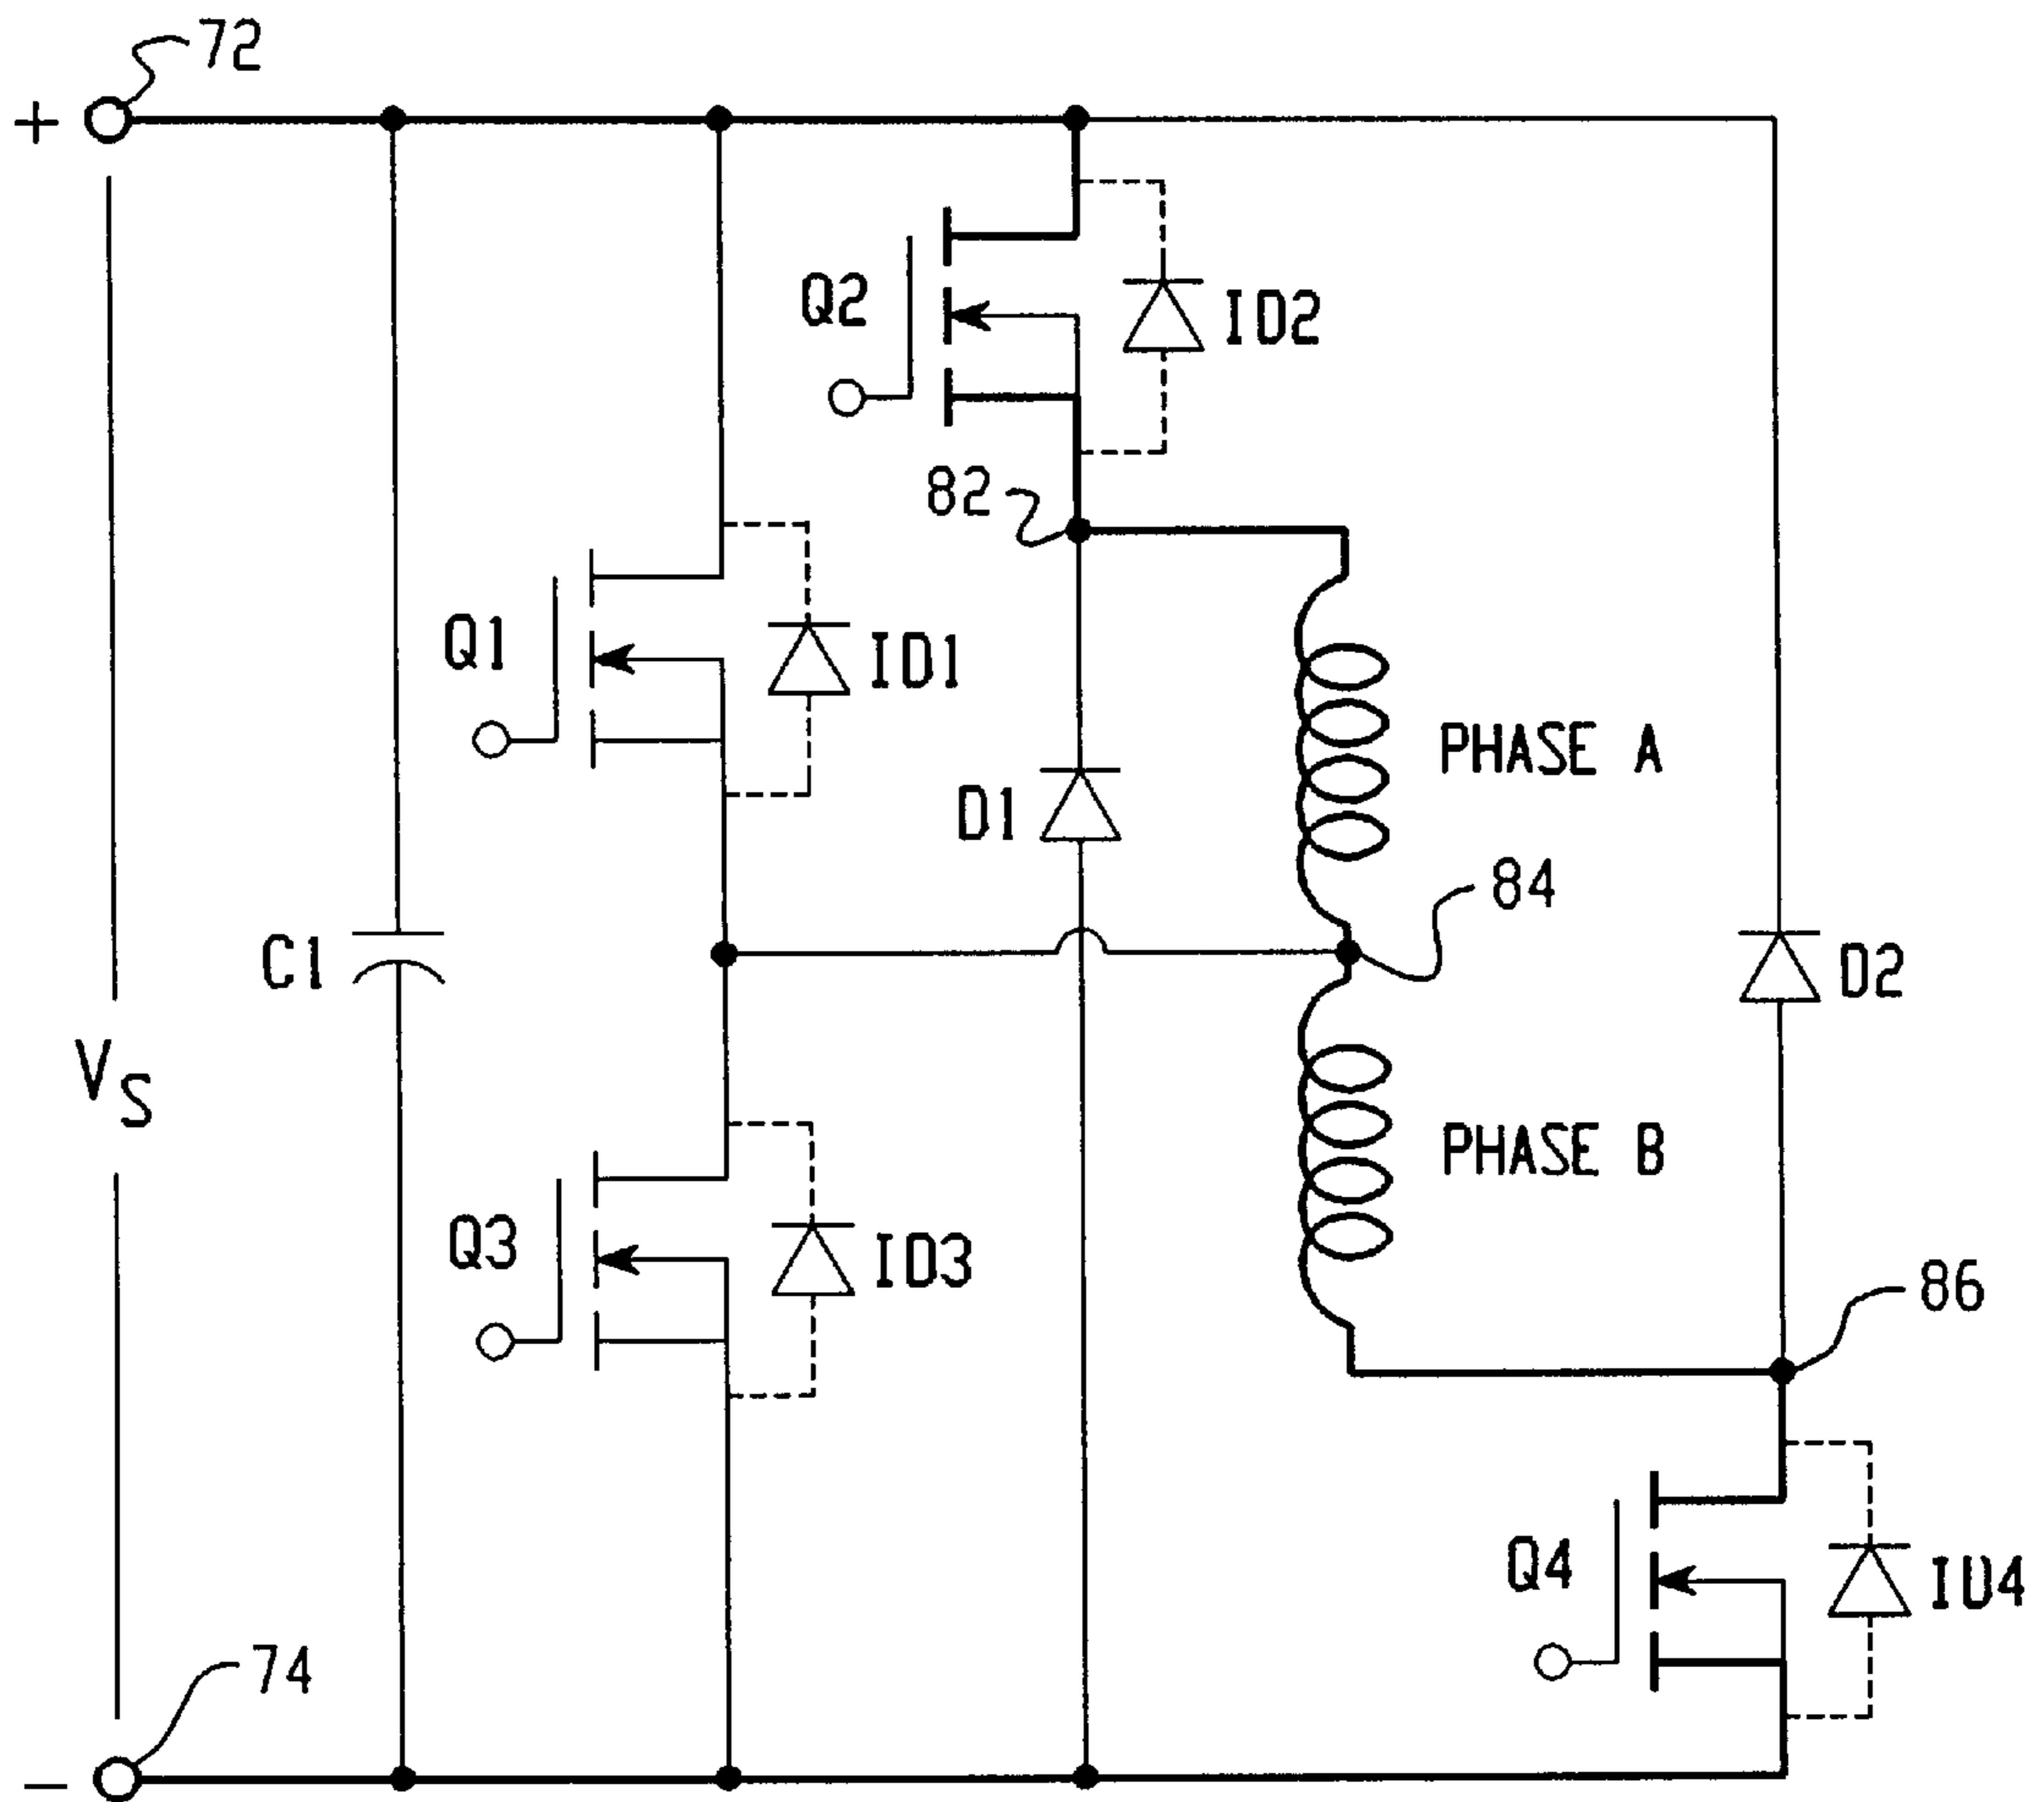 72
+
Q2
ID2
82
Q1
ID1
PHASE A
D1
84
C1
D2
VS
PHASE B
Q3
ID3
86
Q4
ID4
74
−